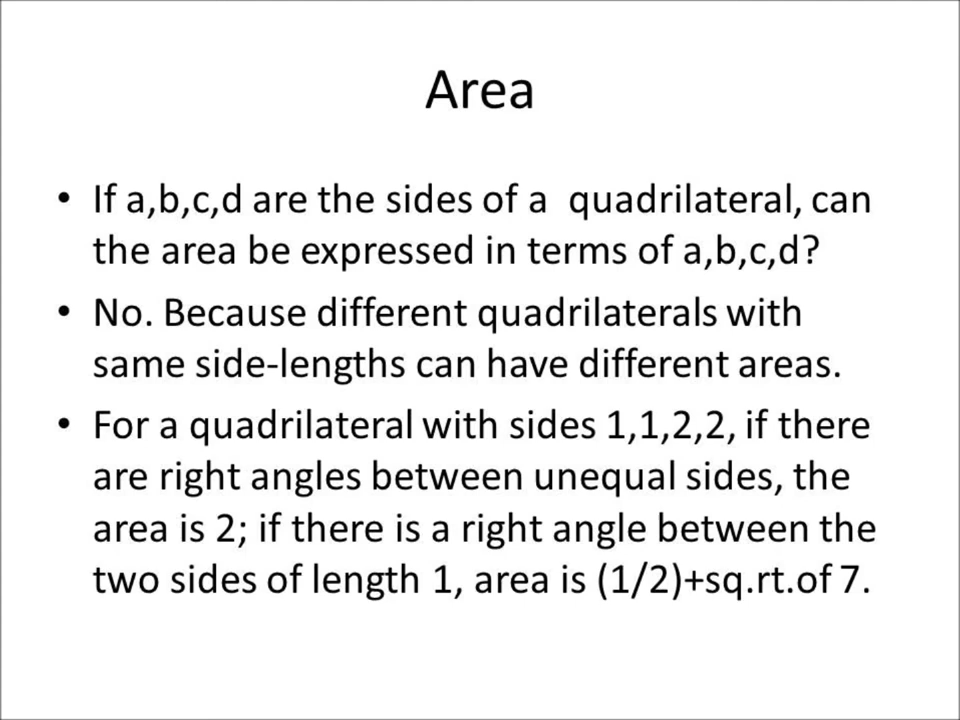 Area
• If a,b,c,d are the sides of a  quadrilateral, can
the area be expressed in terms of a,b,c,d?
• No. Because different quadrilaterals with
same side-lengths can have different areas.
• For a quadrilateral with sides 1,1,2,2, if there
are right angles between unequal sides, the
area is 2; if there is a right angle between the
two sides of length 1, area is (1/2)+sq.rt.of 7.